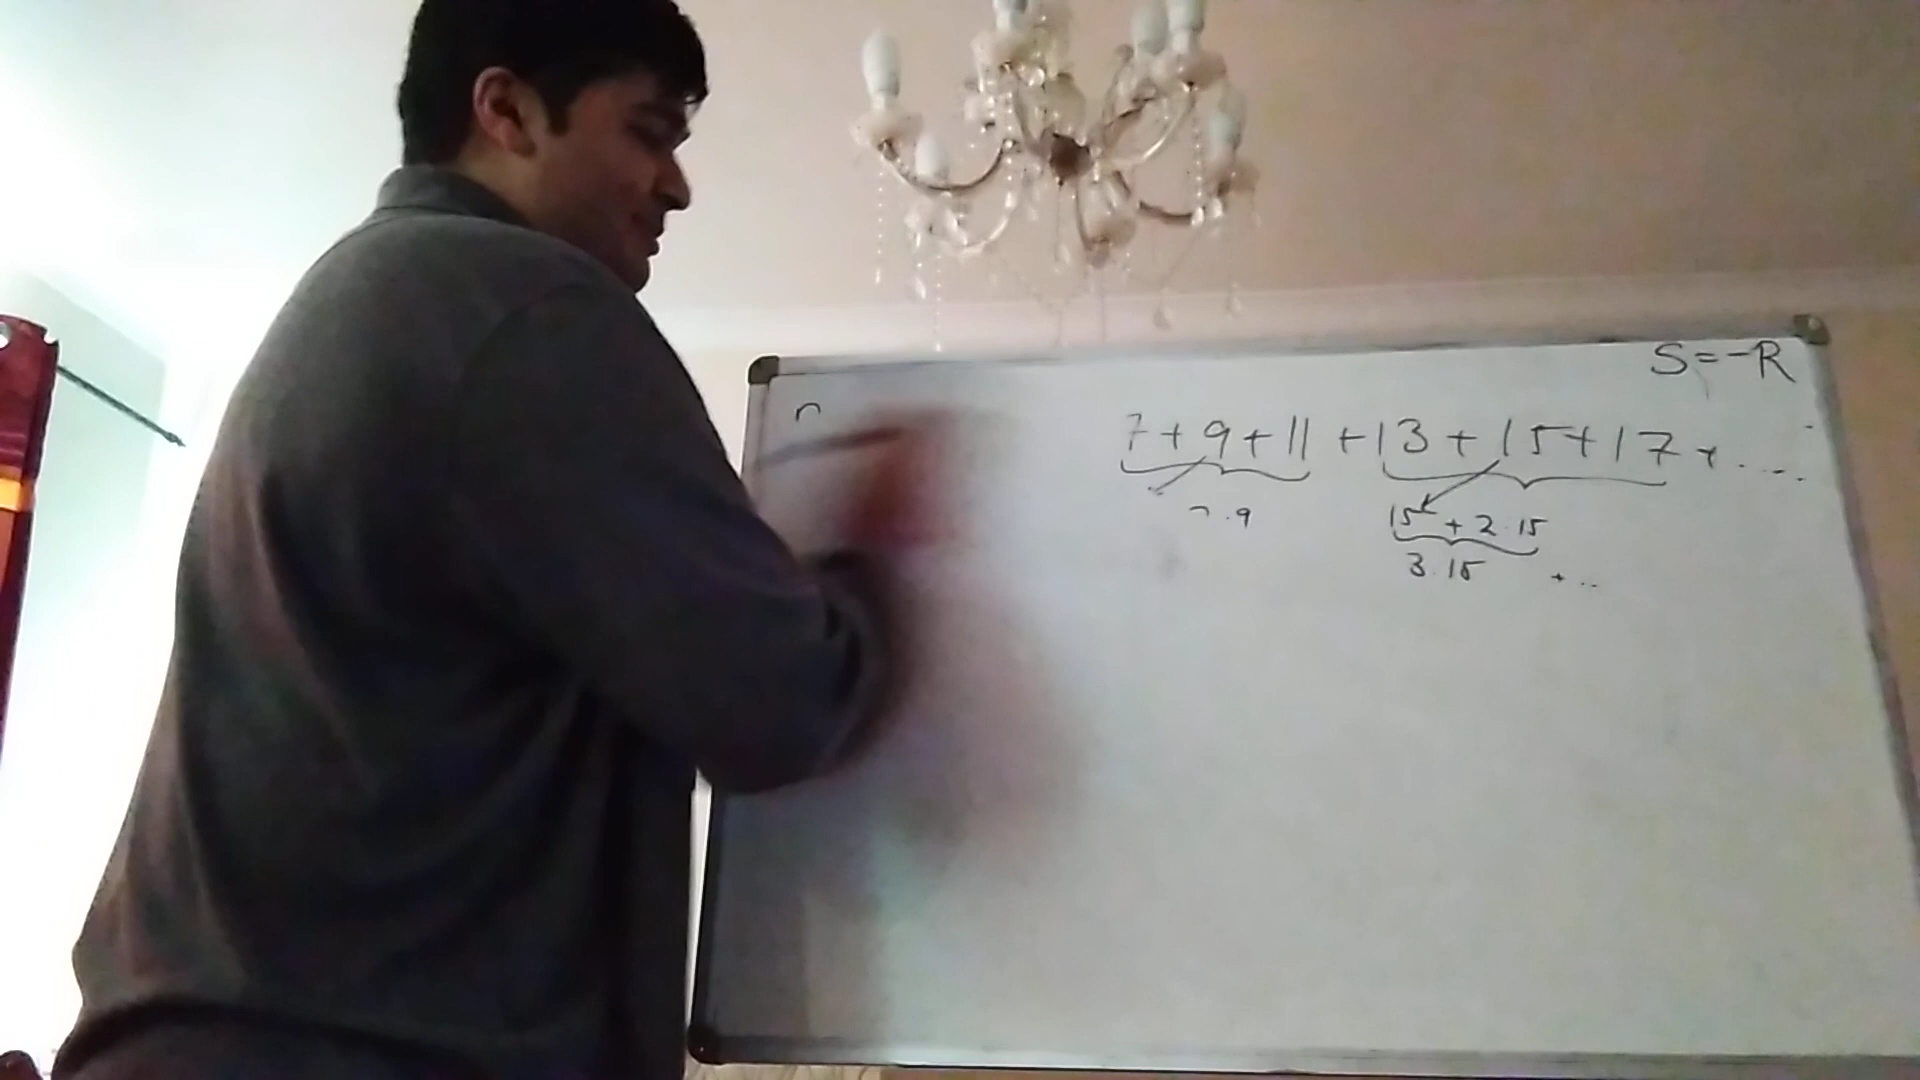 S = -R
7 + 9 + 11 + 13 + 15 + 17 + ....
. 9
15 + 2 . 15
3 . 15 + ..